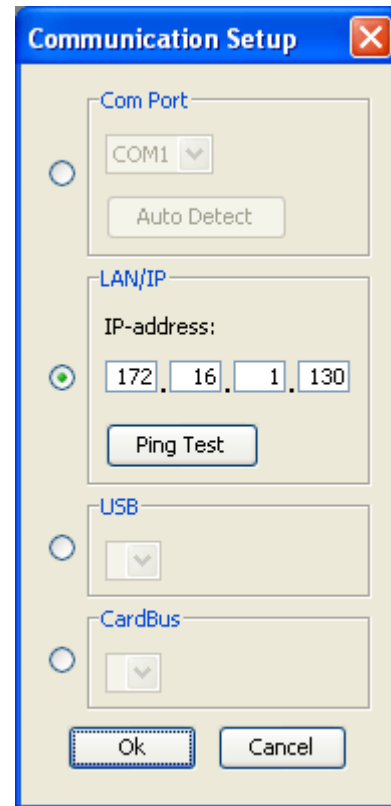 Communication Setup
Com Port
COM1
Auto Detect
LAN/IP
IP-address:
172 . 16 . 1 . 130
Ping Test
USB
CardBus
Ok Cancel